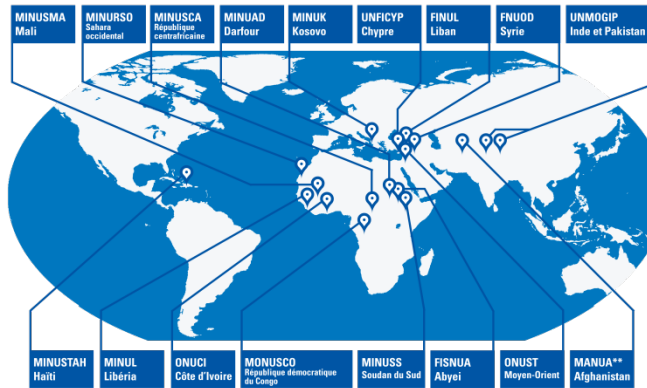 MINUSMA
Mali
MINURSO
Sahara
occidental
MINUSCA
République
centrafricaine
MINUAD
Darfour
MINUK
Kosovo
UNFICYP
Chypre
FINUL
Liban
FNUOD
Syrie
UNMOGIP
Inde et Pakistan
MINUSTAH
Haïti
MINUL
Libéria
ONUCI
Côte d'Ivoire
MONUSCO
République démocratique
du Congo
MINUSS
Soudan du Sud
FISNUA
Abyei
ONUST
Moyen-Orient
MANUA**
Afghanistan